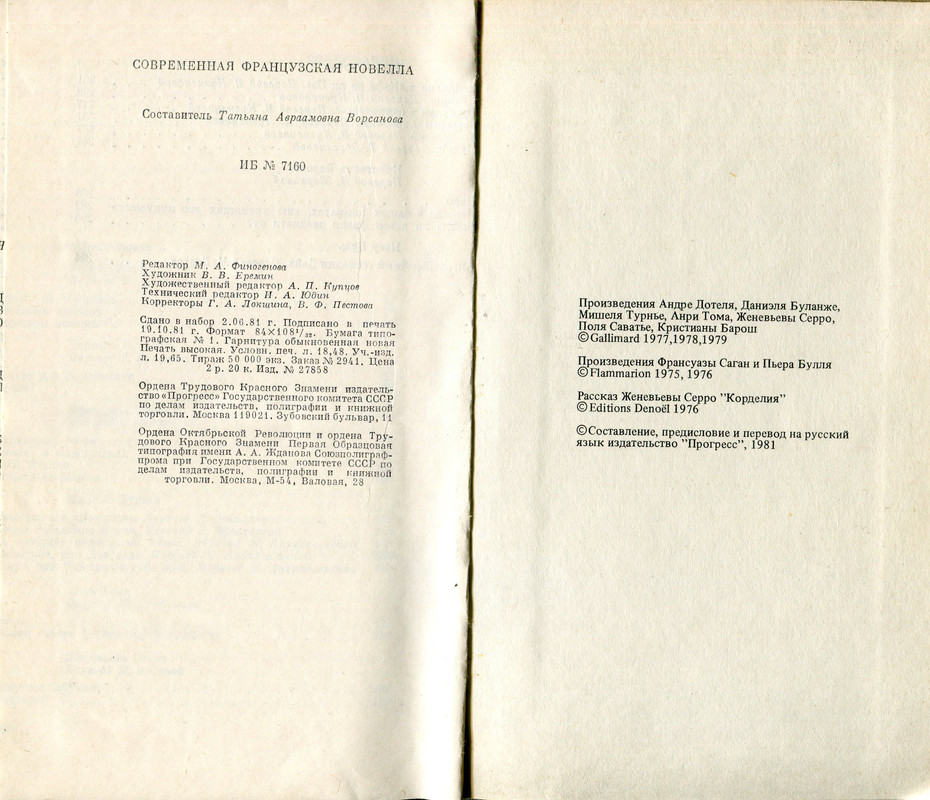 СОВРЕМЕННАЯ ФРАНЦУЗСКАЯ НОВЕЛЛА
Составитель Татьяна Авраамовна Ворсанова
ИБ № 7160
Редактор М. А. Финогенова
Художник В. В. Еремин
Художественный редактор А. П. Купцов
Технический редактор И. А. Юдин
Корректоры Г. А. Локшина, В. Ф. Пестова
Сдано в набор 2.06.81 г. Подписано в печать
19.10.81 г. Формат 84×108¹/₃₂. Бумага типо-
графская № 1. Гарнитура обыкновенная новая
Печать высокая. Условн. печ. л. 18,48. Уч.-изд.
л. 19,65. Тираж 50 000 экз. Заказ № 2941. Цена
2 р. 20 к. Изд. № 27858
Ордена Трудового Красного Знамени издатель-
ство «Прогресс» Государственного комитета СССР
по делам издательств, полиграфии и книжной
торговли. Москва 119021. Зубовский бульвар, 11
Ордена Октябрьской Революции и ордена Тру-
дового Красного Знамени Первая Образцовая
типография имени А. А. Жданова Союзполиграф-
прома при Государственном комитете СССР по
делам издательств, полиграфии и книжной
торговли. Москва, М-54, Валовая, 28
Произведения Андре Дотеля, Даниэля Буланже,
Мишеля Турнье, Анри Тома, Женевьевы Серро,
Поля Саватье, Кристианы Барош
©Gallimard 1977,1978,1979
Произведения Франсуазы Саган и Пьера Булля
©Flammarion 1975, 1976
Рассказ Женевьевы Серро "Корделия"
©Editions Denoël 1976
©Составление, предисловие и перевод на русский
язык издательство "Прогресс", 1981